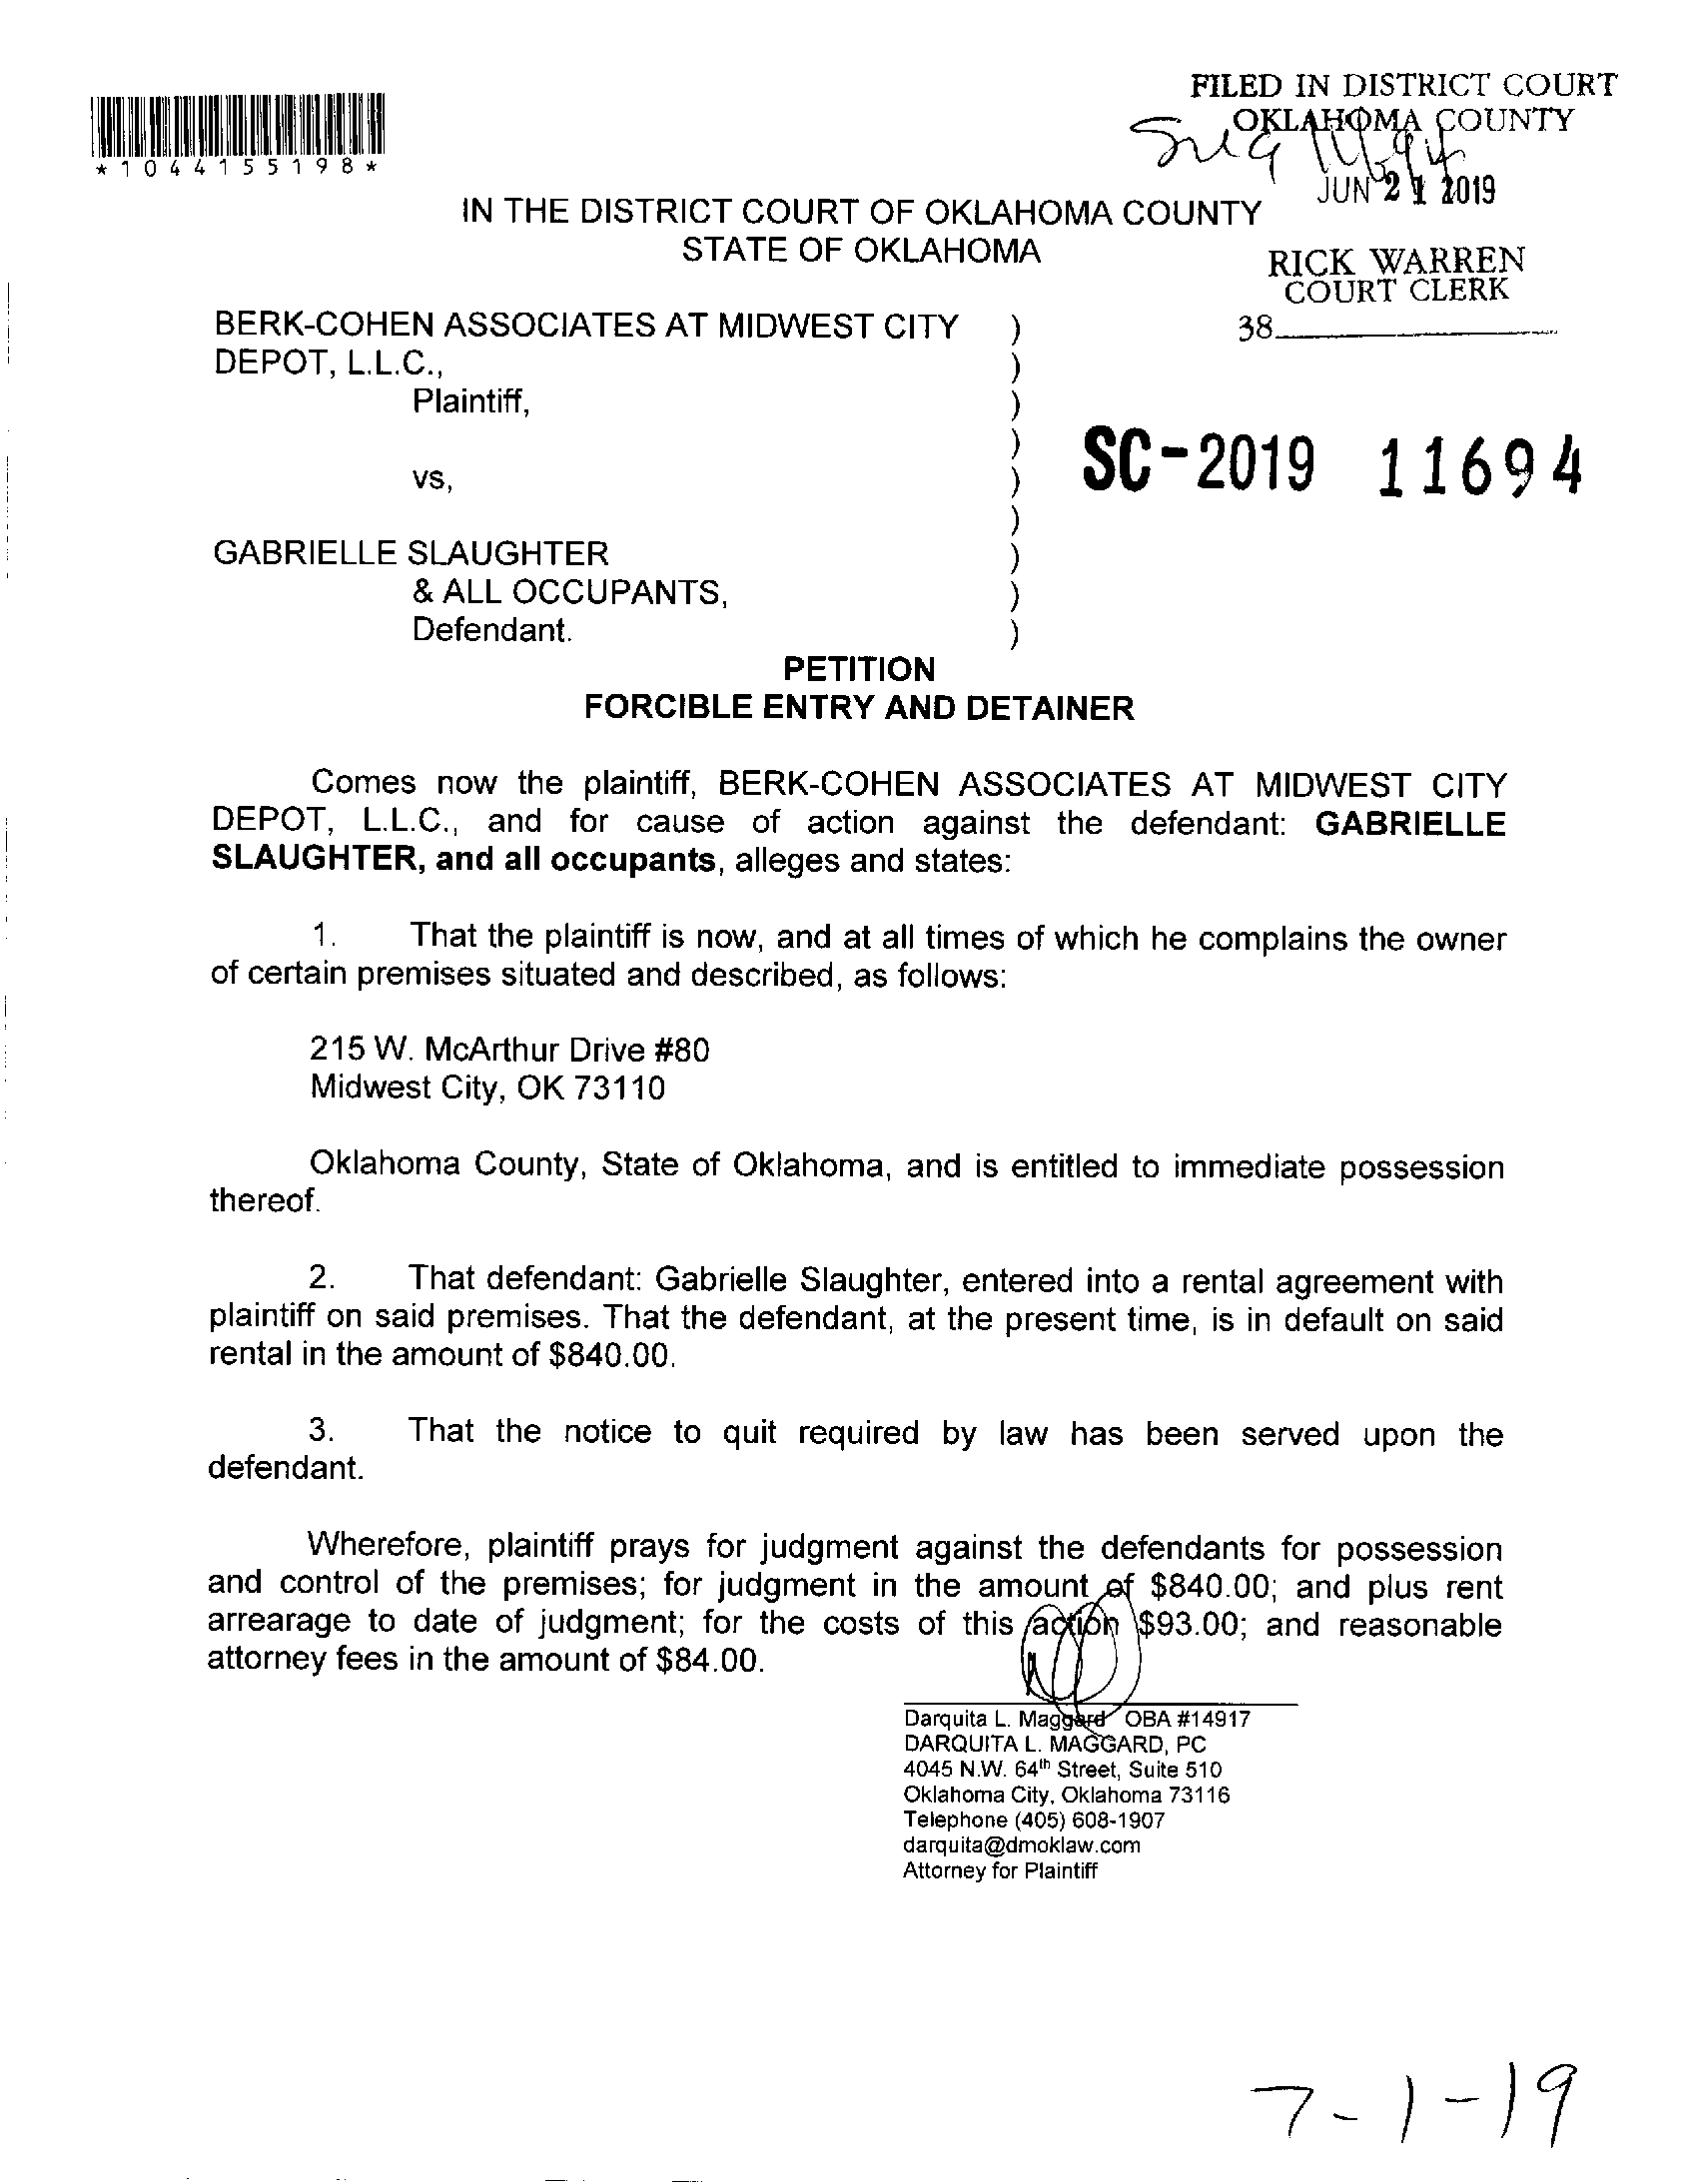 FILED IN DISTRICT COURT
OKLAHOMA COUNTY
JUN 21 2019
RICK WARREN
COURT CLERK
38
*1044155198*
IN THE DISTRICT COURT OF OKLAHOMA COUNTY
STATE OF OKLAHOMA
BERK-COHEN ASSOCIATES AT MIDWEST CITY )
DEPOT, L.L.C., )
Plaintiff, )
)
vs, )
)
GABRIELLE SLAUGHTER )
& ALL OCCUPANTS, )
Defendant. )
SC-2019 11694
PETITION
FORCIBLE ENTRY AND DETAINER
Comes now the plaintiff, BERK-COHEN ASSOCIATES AT MIDWEST CITY
DEPOT, L.L.C., and for cause of action against the defendant: GABRIELLE
SLAUGHTER, and all occupants, alleges and states:
1. That the plaintiff is now, and at all times of which he complains the owner
of certain premises situated and described, as follows:
215 W. McArthur Drive #80
Midwest City, OK 73110
Oklahoma County, State of Oklahoma, and is entitled to immediate possession
thereof.
2. That defendant: Gabrielle Slaughter, entered into a rental agreement with
plaintiff on said premises. That the defendant, at the present time, is in default on said
rental in the amount of $840.00.
3. That the notice to quit required by law has been served upon the
defendant.
Wherefore, plaintiff prays for judgment against the defendants for possession
and control of the premises; for judgment in the amount of $840.00; and plus rent
arrearage to date of judgment; for the costs of this action $93.00; and reasonable
attorney fees in the amount of $84.00.
Darquita L. Maggard OBA #14917
DARQUITA L. MAGGARD, PC
4045 N.W. 64th Street, Suite 510
Oklahoma City, Oklahoma 73116
Telephone (405) 608-1907
darquita@dmoklaw.com
Attorney for Plaintiff
7-1-19